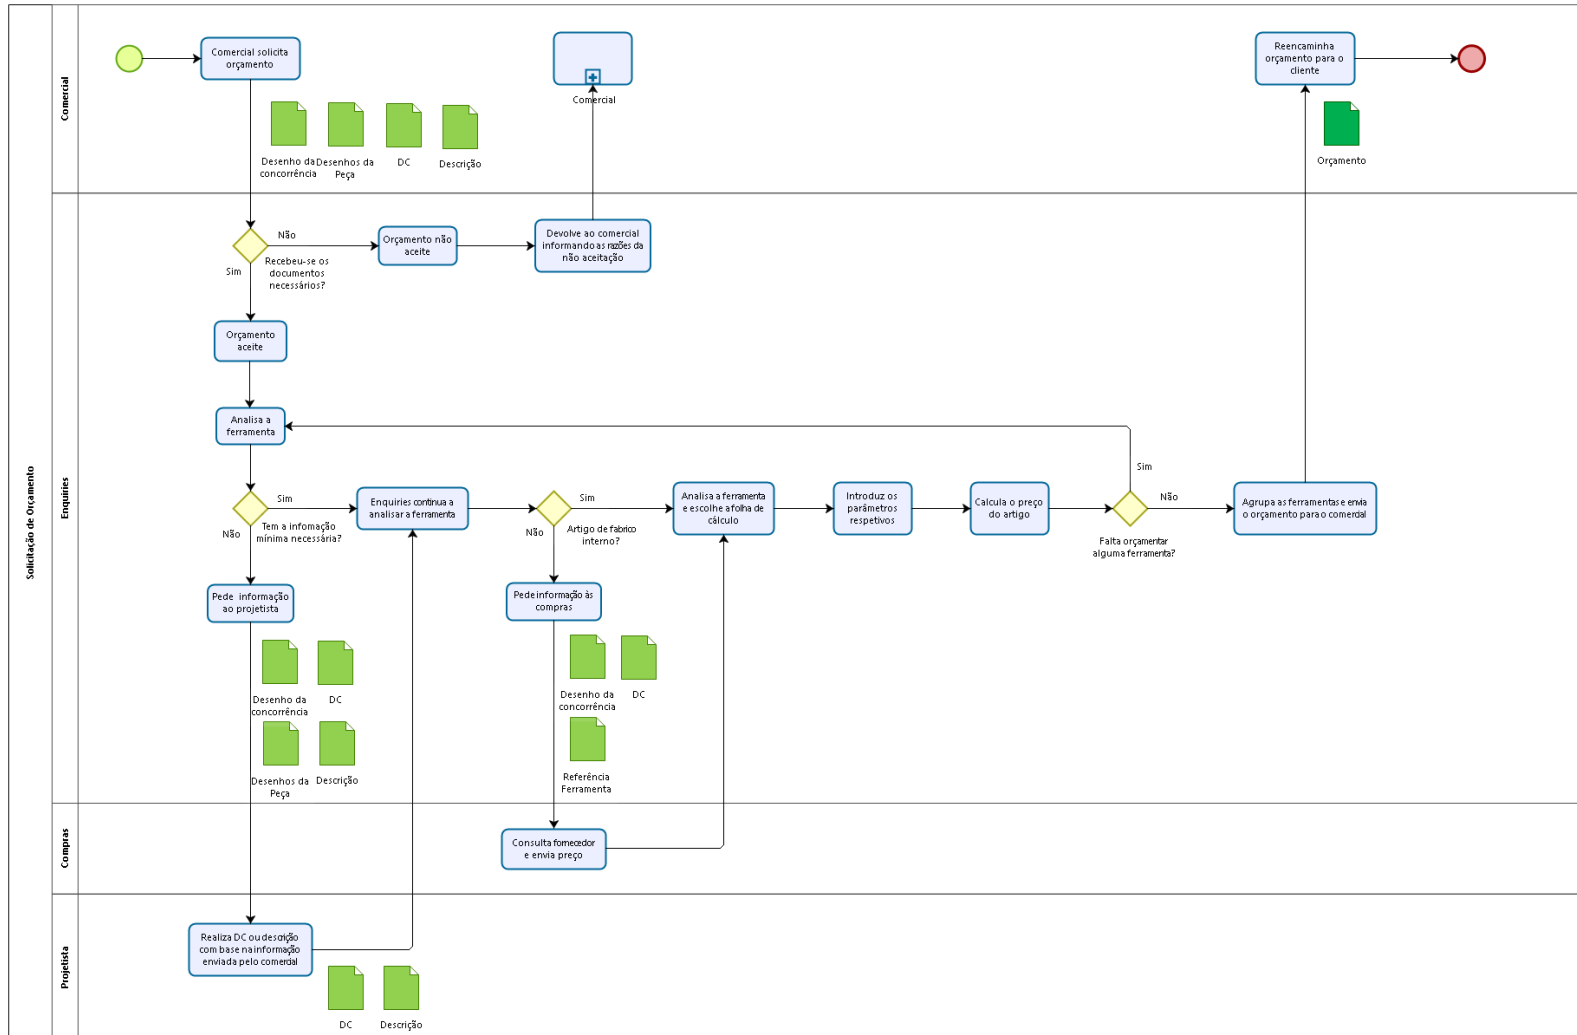 Solicitação de Orçamento
Comercial
Comercial solicita
orçamento
Desenho da
concorrência
Desenhos da
Peça
DC
Descrição
Comercial
Reencaminha
orçamento para o
cliente
Orçamento
Enquíries
Não
Recebeu-se os
documentos
necessários?
Sim
Orçamento não
aceite
Devolve ao comercial
informando as razões da
não aceitação
Orçamento
aceite
Analisa a
ferramenta
Sim
Tem a infomação
mínima necessária?
Não
Enquiries continua a
analisar a ferramenta
Sim
Artigo de fabrico
interno?
Não
Analisa a ferramenta
e escolhe a folha de
cálculo
Introduz os
parâmetros
respetivos
Calcula o preço
do artigo
Sim
Não
Falta orçamentar
alguma ferramenta?
Agrupa as ferramentas e envia
o orçamento para o comercial
Pede informação
ao projetista
Desenho da
concorrência
DC
Desenhos da
Peça
Descrição
Pede informação às
compras
Desenho da
concorrência
DC
Referência
Ferramenta
Compras
Consulta fornecedor
e envia preço
Projetista
Realiza DC ou descrição
com base na informação
enviada pelo comercial
DC
Descrição